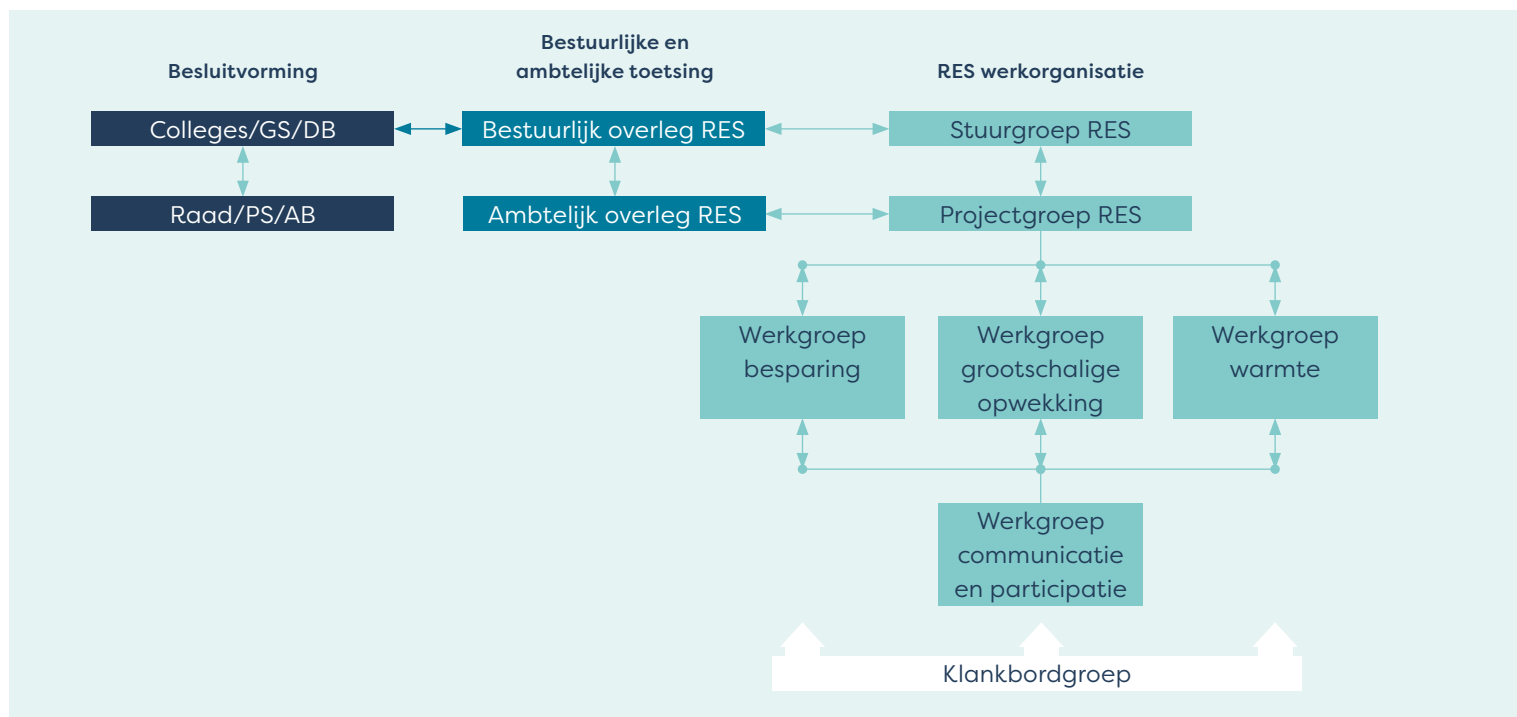 Besluitvorming
Bestuurlijke en
ambtelijke toetsing
RES werkorganisatie
Colleges/GS/DB
Bestuurlijk overleg RES
Stuurgroep RES
Raad/PS/AB
Ambtelijk overleg RES
Projectgroep RES
Werkgroep
besparing
Werkgroep
grootschalige
opwekking
Werkgroep
warmte
Werkgroep
communicatie
en participatie
Klankbordgroep